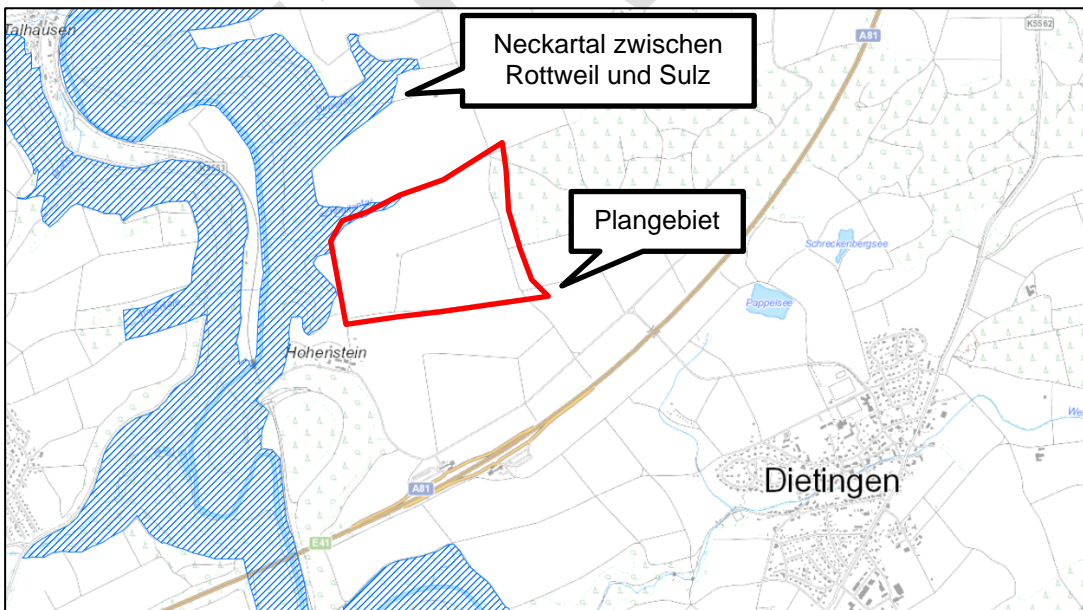 Talhausen
K5562
A81
Neckartal zwischen
Rottweil und Sulz
Plangebiet
Schreckenbergsee
Pappelsee
Hohenstein
Dietingen
A81
E41